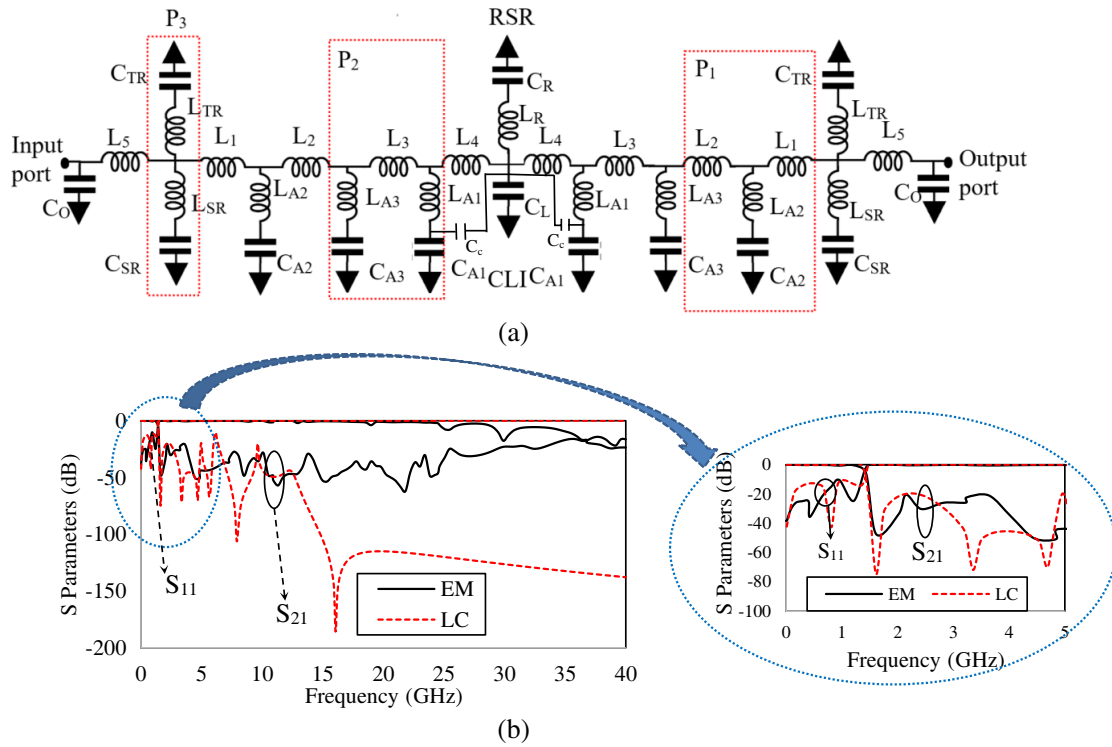 P3
RSR
CTR
P2
CR
P1
CTR
LTR
LR
LTR
Input port
L5
L1
L2
L3
L4
L4
L3
L2
L1
L5
Output port
CO
LSR
LA2
LA3
LA1
CL
LA1
LA3
LA2
LSR
CO
Cc
Cc
CSR
CA2
CA3
CA1
CLI
CA1
CA3
CA2
CSR
(a)
S Parameters (dB)
0
-50
-100
-150
-200
S11
S21
EM
LC
0 5 10 15 20 25 30 35 40
Frequency (GHz)
S Parameters (dB)
0
-20
-40
-60
-80
-100
S11
S21
EM
LC
0 1 2 3 4 5
Frequency (GHz)
(b)